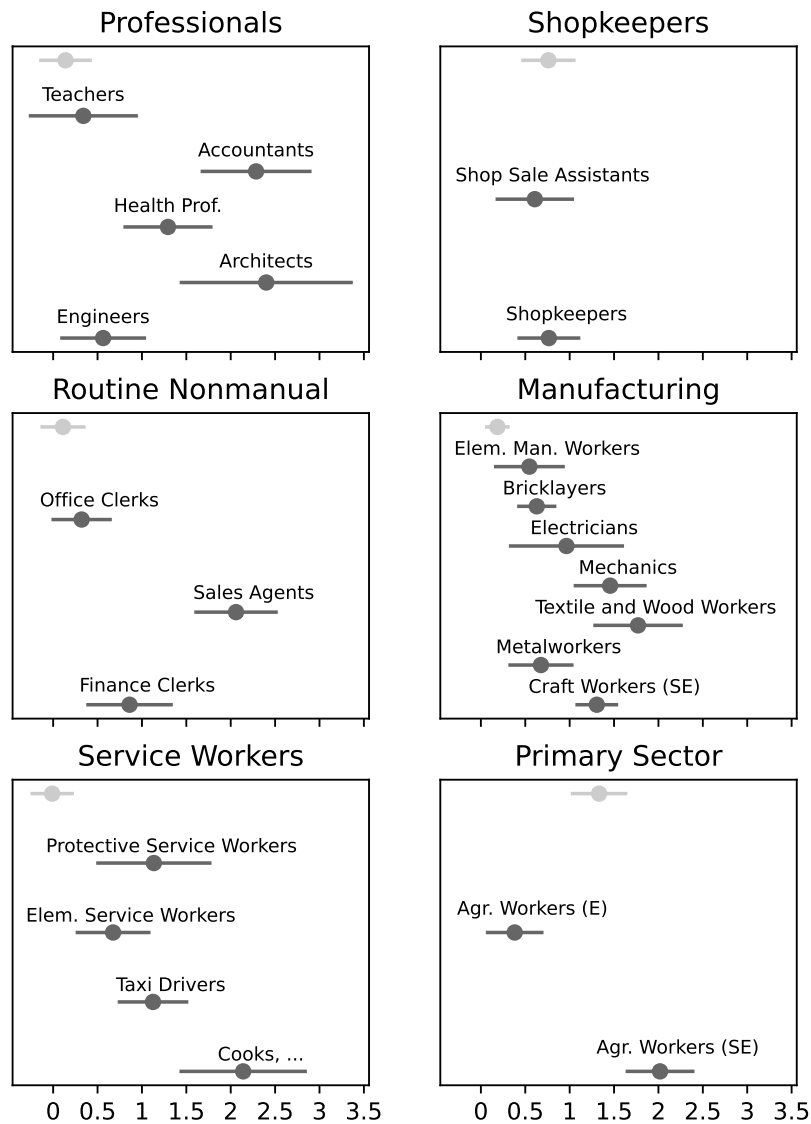 Professionals
Teachers
Accountants
Health Prof.
Architects
Engineers
Shopkeepers
Shop Sale Assistants
Shopkeepers
Routine Nonmanual
Office Clerks
Sales Agents
Finance Clerks
Manufacturing
Elem. Man. Workers
Bricklayers
Electricians
Mechanics
Textile and Wood Workers
Metalworkers
Craft Workers (SE)
Service Workers
Protective Service Workers
Elem. Service Workers
Taxi Drivers
Cooks, ...
0 0.5 1 1.5 2 2.5 3 3.5
Primary Sector
Agr. Workers (E)
Agr. Workers (SE)
0 0.5 1 1.5 2 2.5 3 3.5